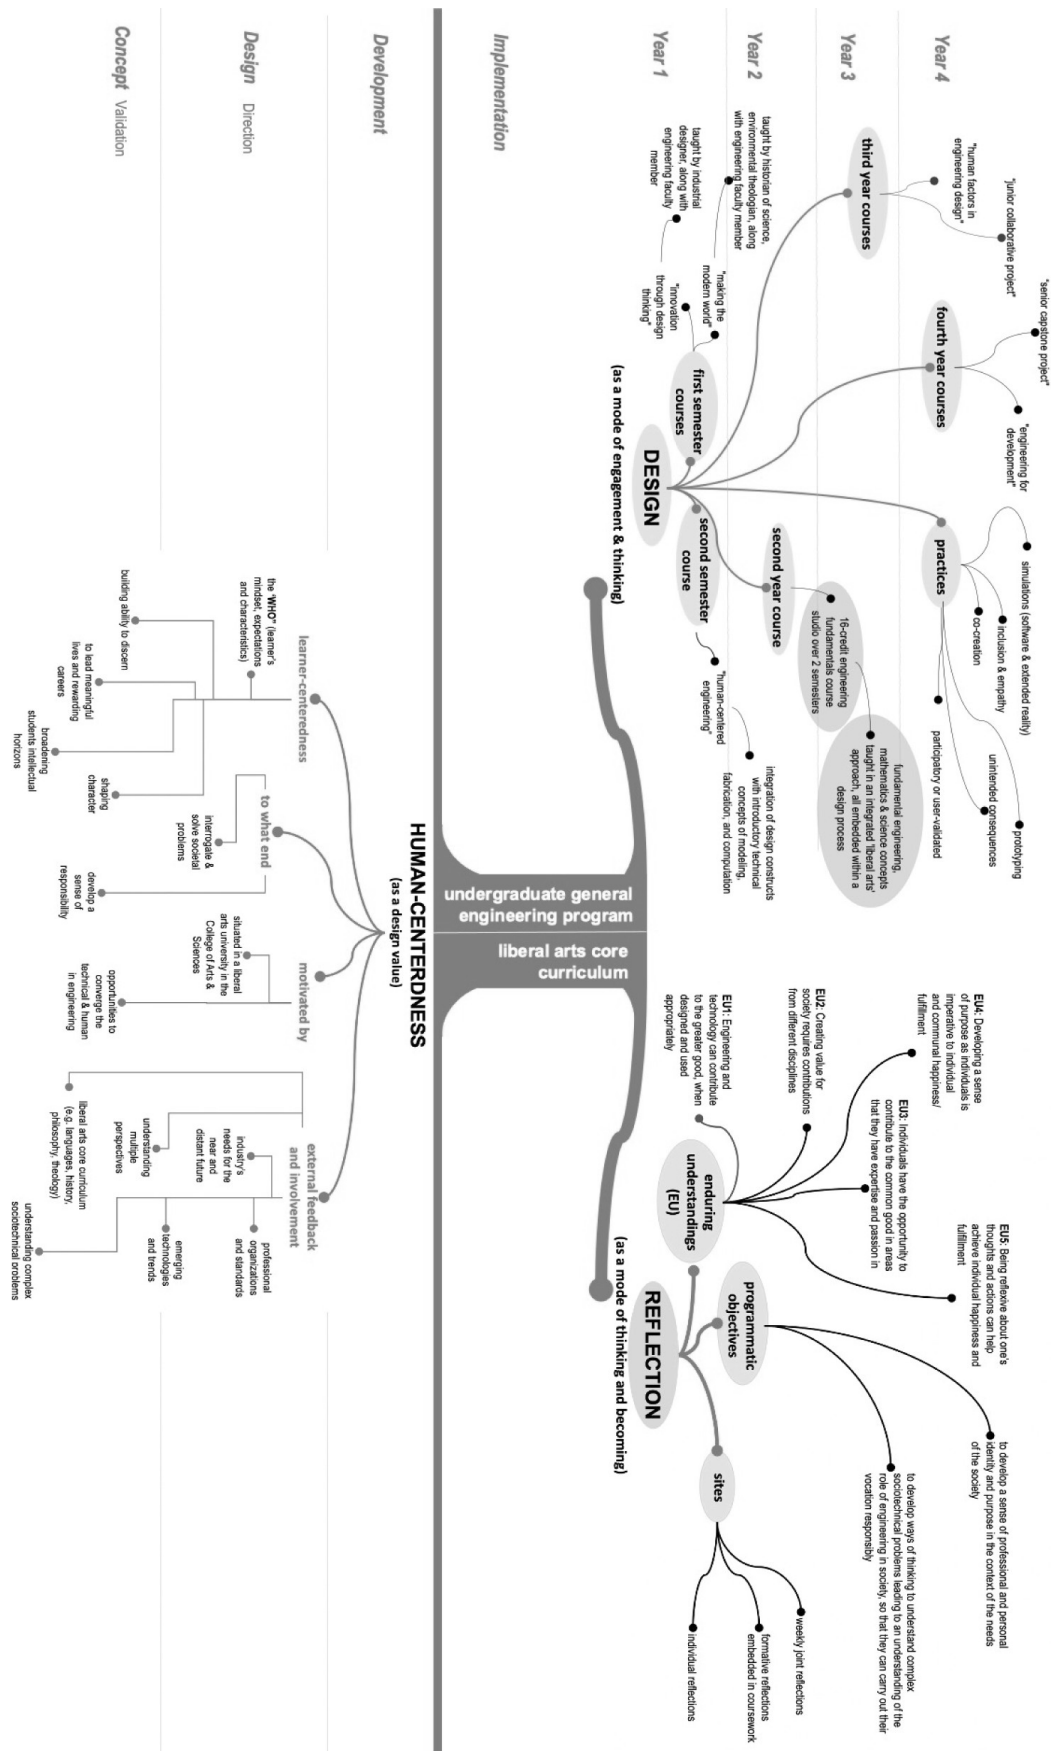 Year 4
Year 3
Year 2
Year 1
Implementation
Development
Design Direction
Concept Validation
"senior capstone project"
"junior collaborative project"
"engineering for
development"
"human factors in
engineering design"
fourth year courses
third year courses
simulations (software & extended reality)
inclusion & empathy
co-creation
practices
prototyping
unintended consequences
participatory or user-validated
fundamental engineering,
mathematics & science concepts
taught in an integrated 'liberal arts'
approach, all embedded within a
design process
16-credit engineering
fundamentals course
studio over 2 semesters
second year course
taught by historian of science,
environmental theologian, along
with engineering faculty member
"making the
modern world"
taught by industrial
designer, along with
engineering faculty
member
"innovation
through design
thinking"
first semester
courses
second semester
course
"human-centered
engineering"
integration of design constructs
with introductory technical
concepts of modeling,
fabrication, and computation
DESIGN
(as a mode of engagement & thinking)
EU4: Developing a sense
of purpose as individuals is
imperative to individual
and communal happiness/
fulfillment
EU5: Being reflexive about one's
thoughts and actions can help
achieve individual happiness and
fulfillment
EU3: Individuals have the opportunity to
contribute to the common good in areas
that they have expertise and passion in
EU2: Creating value for
society requires contributions
from different disciplines
EU1: Engineering and
technology can contribute
to the greater good, when
designed and used
appropriately
enduring
understandings
(EU)
programmatic
objectives
to develop a sense of professional and personal
identity and purpose in the context of the needs
of the society
to develop ways of thinking to understand complex
sociotechnical problems leading to an understanding of the
role of engineering in society, so that they can carry out their
vocation responsibly
sites
weekly joint reflections
formative reflections
embedded in coursework
individual reflections
REFLECTION
(as a mode of thinking and becoming)
undergraduate general
engineering program
liberal arts core
curriculum
HUMAN-CENTERDNESS
(as a design value)
learner-centeredness
the "WHO" (learner's
mindset, expectations
and characteristics)
building ability to discern
to lead meaningful
lives and rewarding
careers
broadening
students intellectual
horizons
shaping
character
to what end
interrogate &
solve societal
problems
develop a
sense of
responsibility
motivated by
situated in a liberal
arts university in the
College of Arts &
Sciences
opportunities to
converge the
technical & human
in engineering
external feedback
and involvement
liberal arts core curriculum
(e.g. languages, history,
philosophy, theology)
understanding
multiple
perspectives
industry's
needs for the
near and
distant future
professional
organizations
and standards
emerging
technologies
and trends
understanding complex
sociotechnical problems